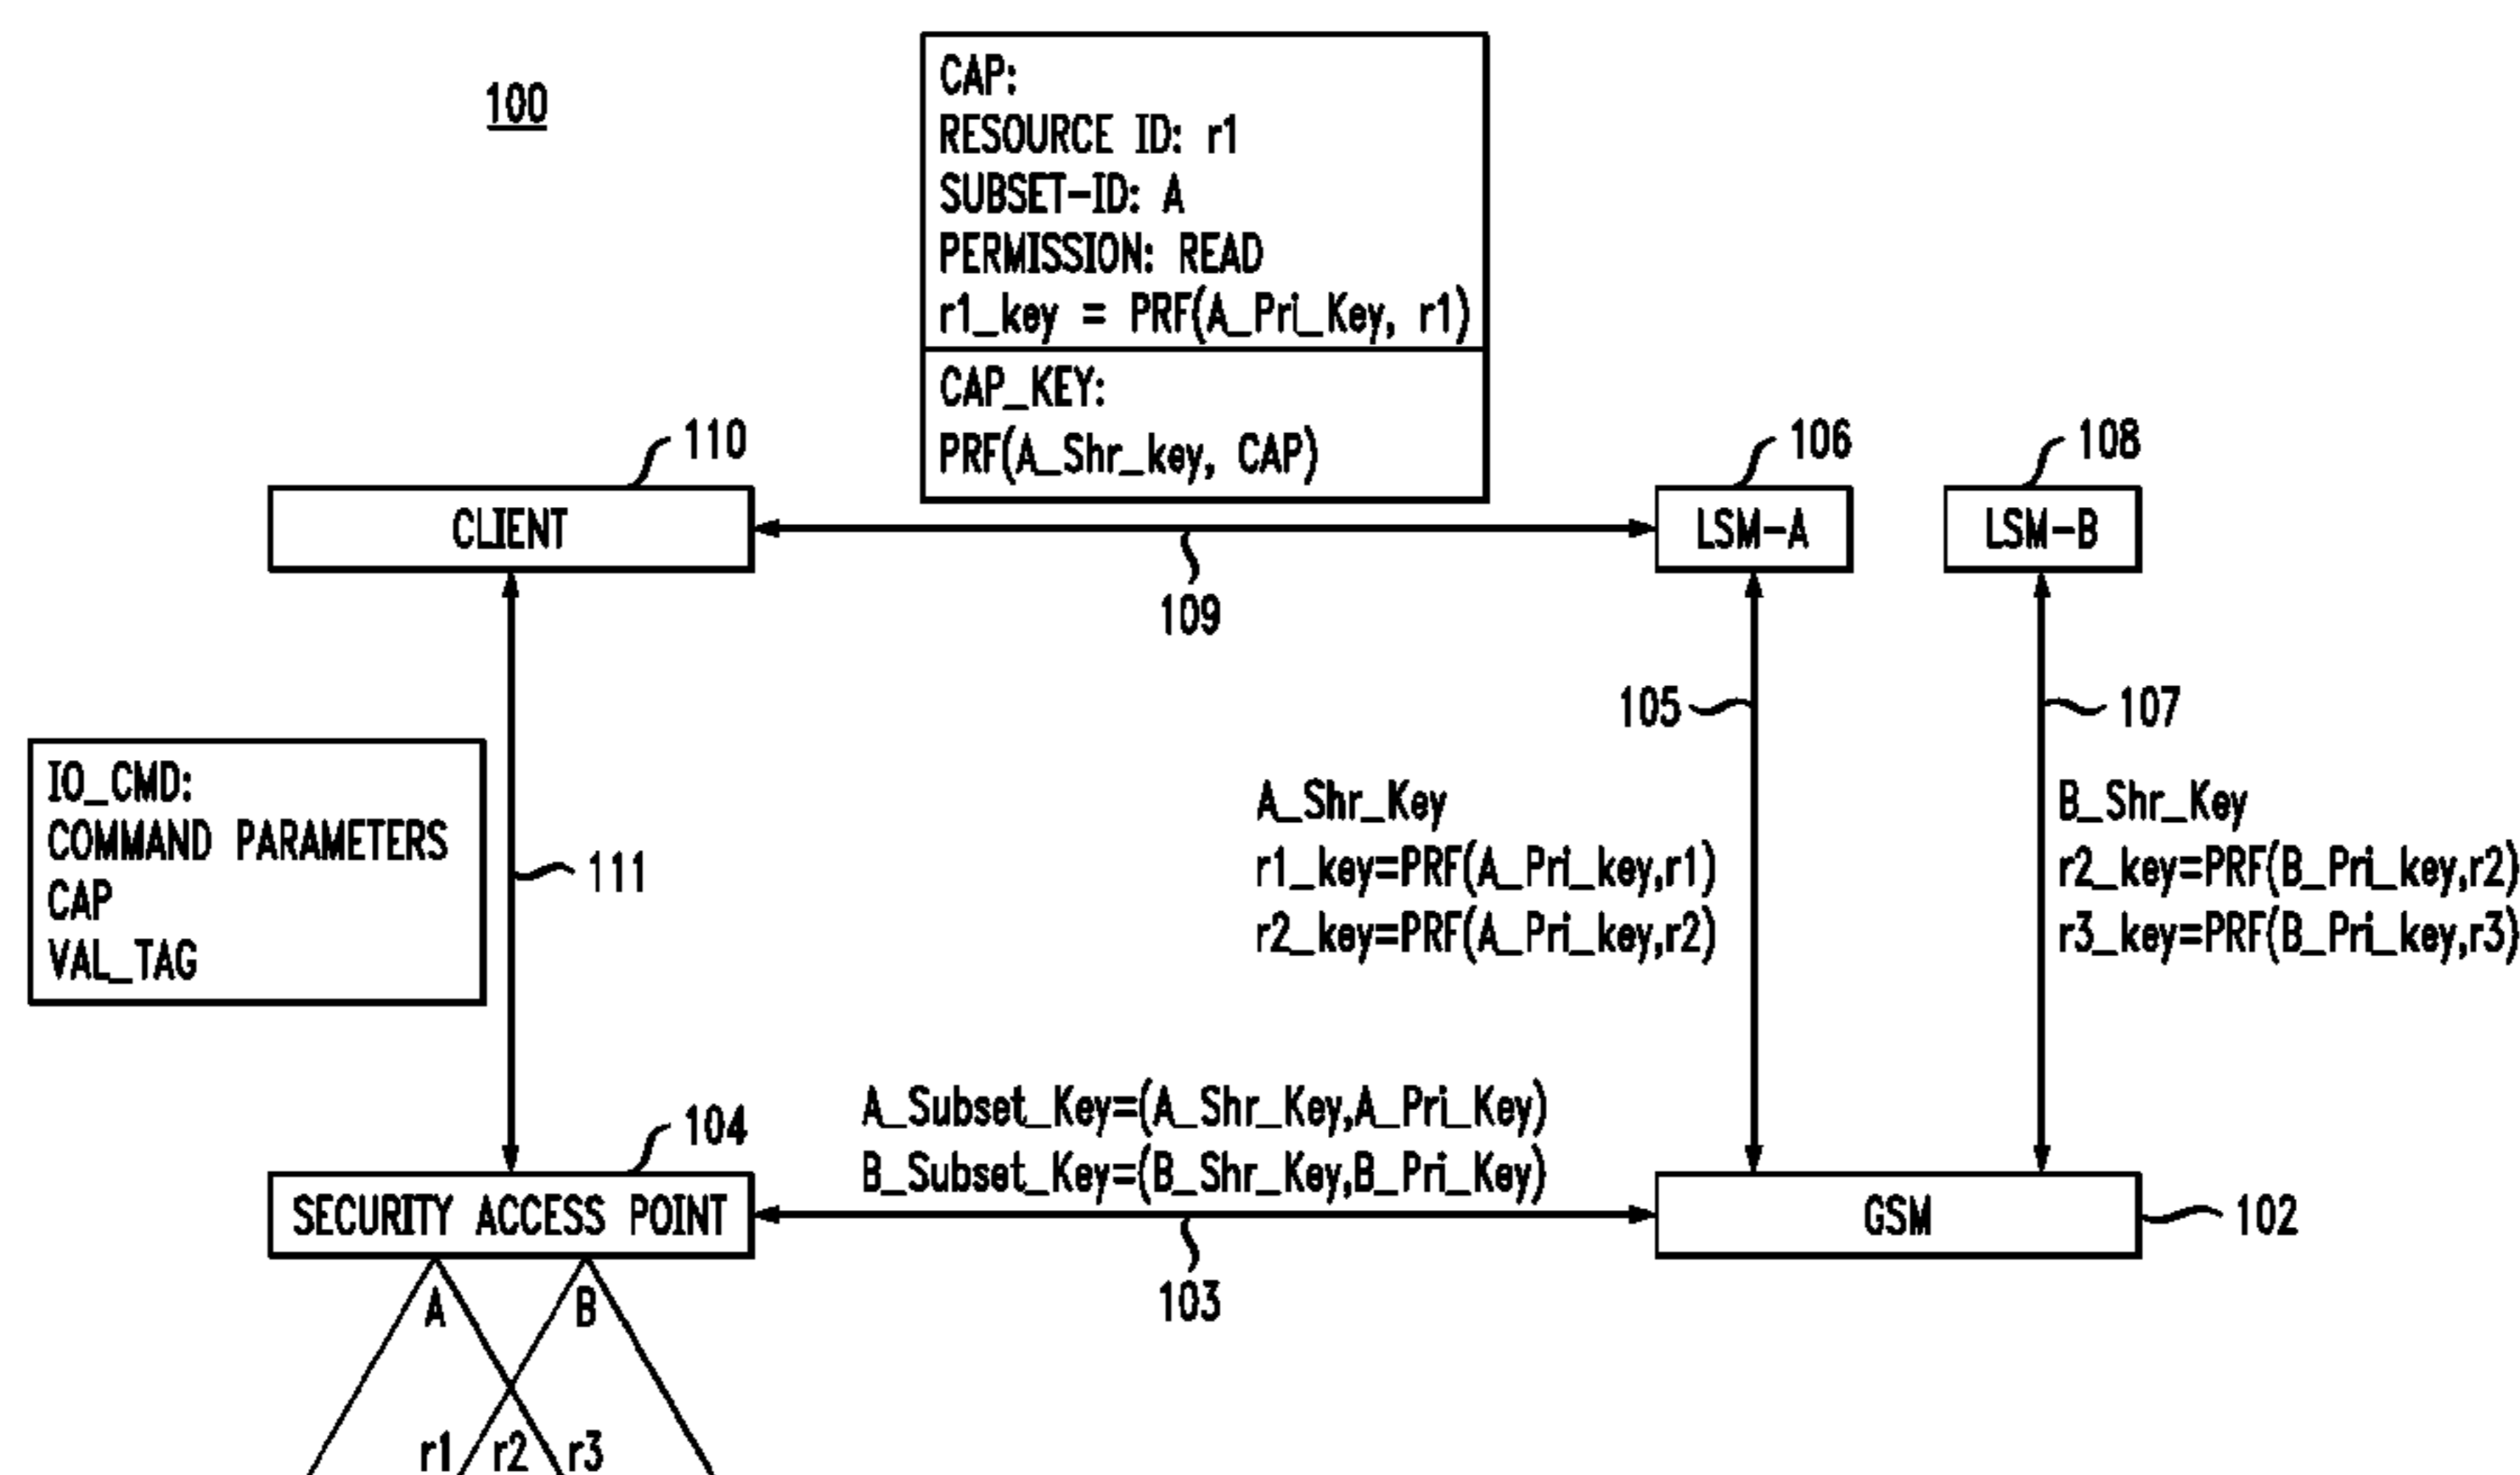 100
CAP:
RESOURCE ID: r1
SUBSET-ID: A
PERMISSION: READ
r1_key = PRF(A_Pri_Key, r1)
CAP_KEY:
PRF(A_Shr_key, CAP)
110
106
108
CLIENT
LSM-A
LSM-B
109
105
107
IO_CMD:
COMMAND PARAMETERS
CAP
VAL_TAG
111
A_Shr_Key
r1_key=PRF(A_Pri_key,r1)
r2_key=PRF(A_Pri_key,r2)
B_Shr_Key
r2_key=PRF(B_Pri_key,r2)
r3_key=PRF(B_Pri_key,r3)
104
A_Subset_Key=(A_Shr_Key,A_Pri_Key)
B_Subset_Key=(B_Shr_Key,B_Pri_Key)
SECURITY ACCESS POINT
GSM
102
103
A
B
r1
r2
r3